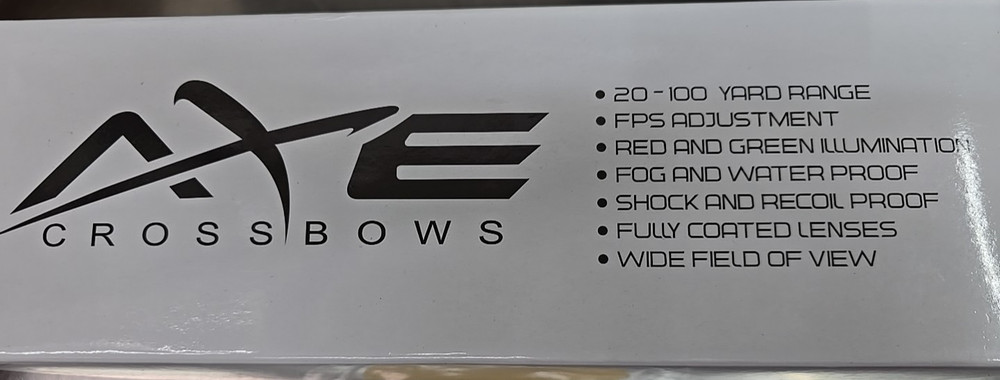 AXE
CROSSBOWS
• 20-100 YARD RANGE
• FPS ADJUSTMENT
• RED AND GREEN ILLUMINATION
• FOG AND WATER PROOF
• SHOCK AND RECOIL PROOF
• FULLY COATED LENSES
• WIDE FIELD OF VIEW